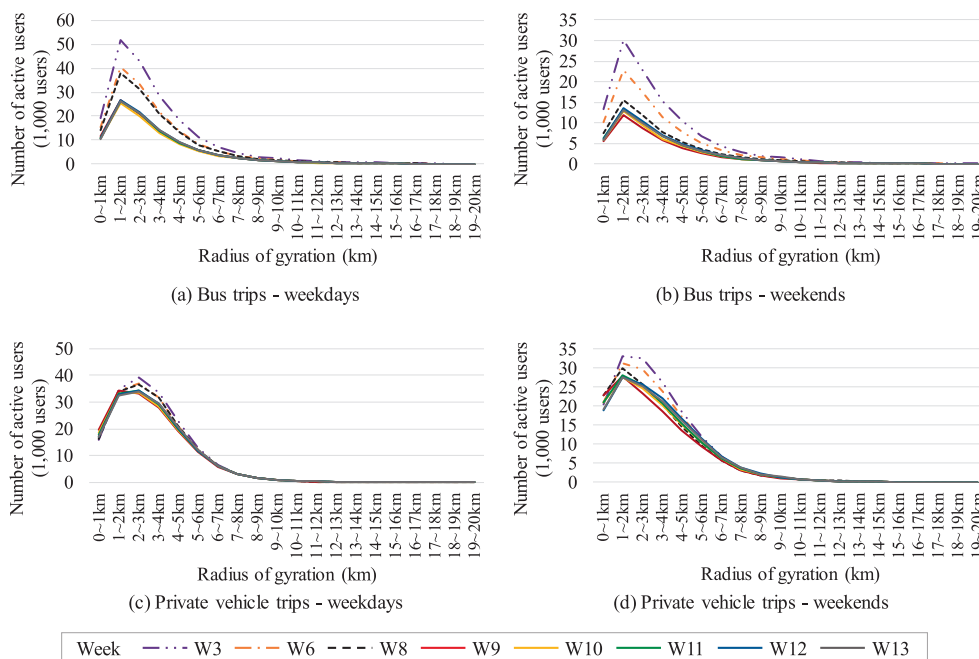 Number of active users
(1,000 users)
60
50
40
30
20
10
0
0~1km
1~2km
2~3km
3~4km
4~5km
5~6km
6~7km
7~8km
8~9km
9~10km
10~11km
11~12km
12~13km
13~14km
14~15km
15~16km
16~17km
17~18km
18~19km
19~20km
Radius of gyration (km)
(a) Bus trips - weekdays
Number of active users
(1,000 users)
35
30
25
20
15
10
5
0
0~1km
1~2km
2~3km
3~4km
4~5km
5~6km
6~7km
7~8km
8~9km
9~10km
10~11km
11~12km
12~13km
13~14km
14~15km
15~16km
16~17km
17~18km
18~19km
19~20km
Radius of gyration (km)
(b) Bus trips - weekends
Number of active users
(1,000 users)
50
40
30
20
10
0
0~1km
1~2km
2~3km
3~4km
4~5km
5~6km
6~7km
7~8km
8~9km
9~10km
10~11km
11~12km
12~13km
13~14km
14~15km
15~16km
16~17km
17~18km
18~19km
19~20km
Radius of gyration (km)
(c) Private vehicle trips - weekdays
Number of active users
(1,000 users)
35
30
25
20
15
10
5
0
0~1km
1~2km
2~3km
3~4km
4~5km
5~6km
6~7km
7~8km
8~9km
9~10km
10~11km
11~12km
12~13km
13~14km
14~15km
15~16km
16~17km
17~18km
18~19km
19~20km
Radius of gyration (km)
(d) Private vehicle trips - weekends
Week W3 W6 W8 W9 W10 W11 W12 W13